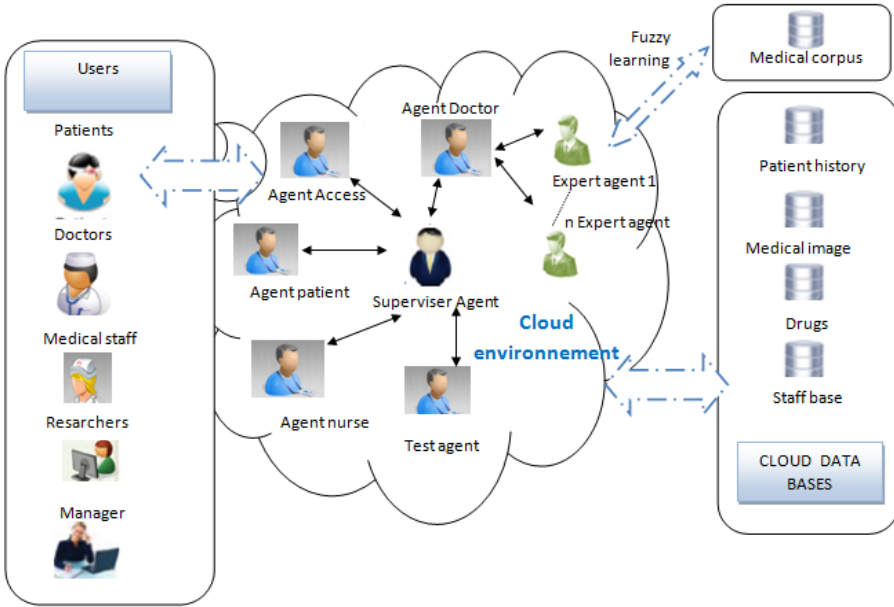 Users
Patients
Doctors
Medical staff
Resarchers
Manager
Agent Doctor
Agent Access
Expert agent 1
n Expert agent
Agent patient
Superviser Agent
Cloud
environnement
Agent nurse
Test agent
Fuzzy
learning
Medical corpus
Patient history
Medical image
Drugs
Staff base
CLOUD DATA
BASES